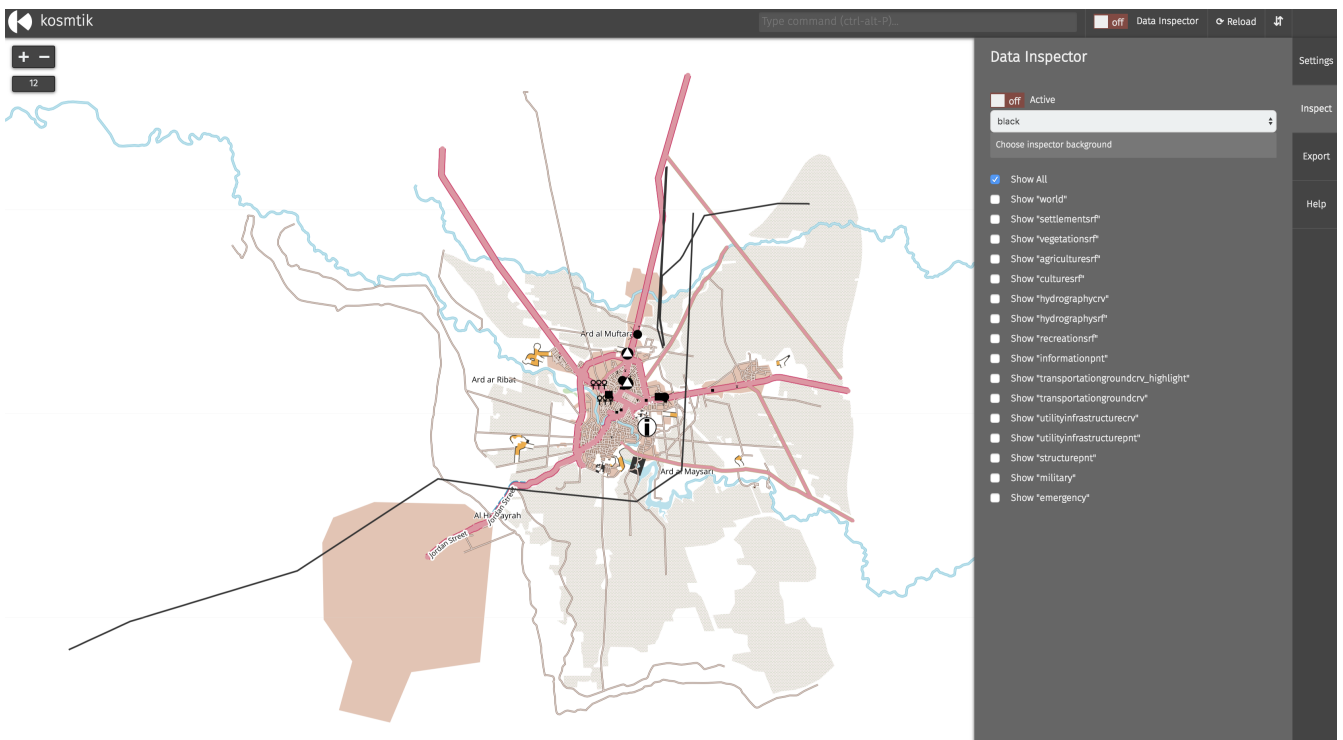 kosmtik
Type command (ctrl-alt-P)...
off Data Inspector
⟳ Reload
12
Ard al Muftara
Ard ar Ribat
Ard al Maysari
Jordan Street
Jordan Street
Data Inspector
off Active
black
Choose inspector background
Show All
Show "world"
Show "settlementsrf"
Show "vegetationsrf"
Show "agriculturesrf"
Show "culturesrf"
Show "hydrographycrv"
Show "hydrographysrf"
Show "recreationsrf"
Show "informationpnt"
Show "transportationgroundcrv_highlight"
Show "transportationgroundcrv"
Show "utilityinfrastructurecrv"
Show "utilityinfrastructurepnt"
Show "structurepnt"
Show "military"
Show "emergency"
Settings
Inspect
Export
Help